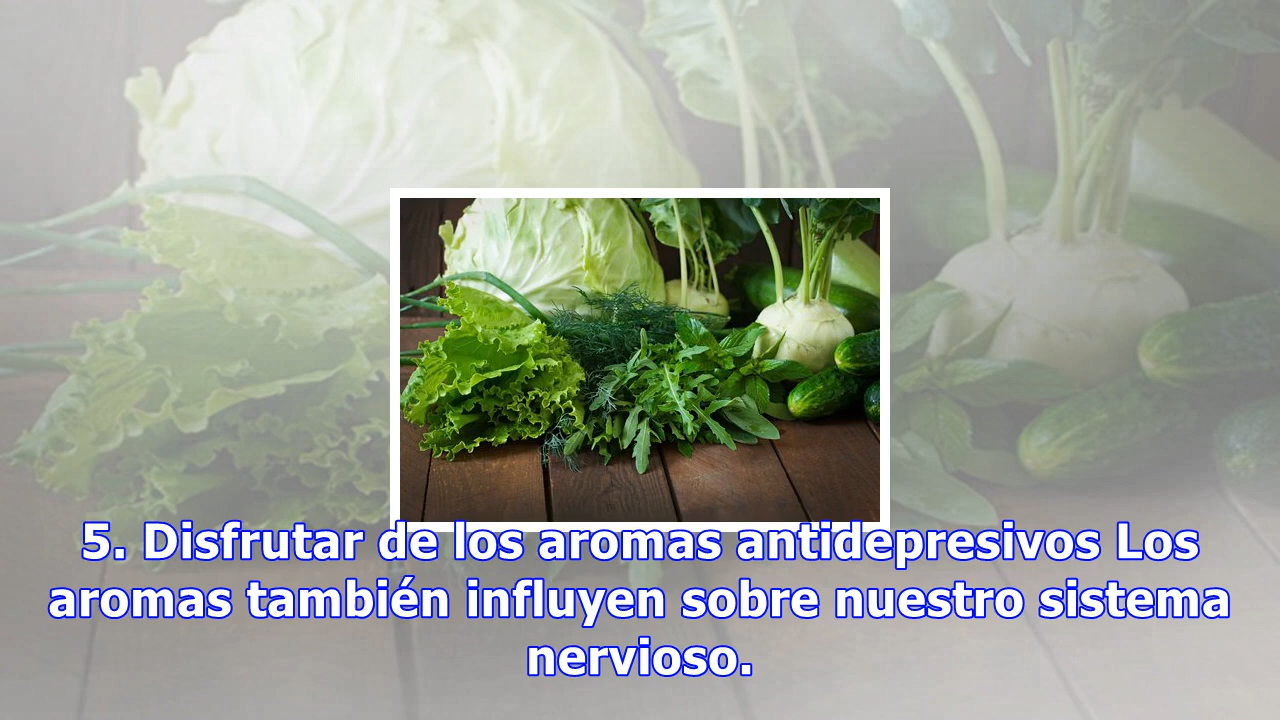 5. Disfrutar de los aromas antidepresivos Los
aromas también influyen sobre nuestro sistema
nervioso.